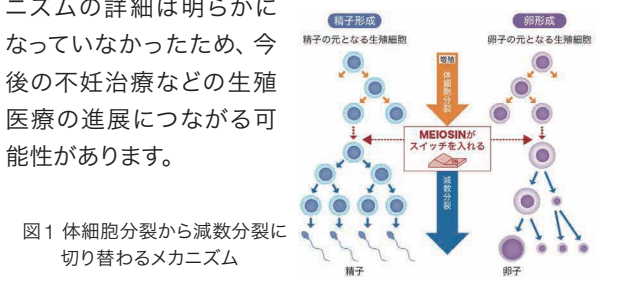 ニズムの詳細は明らかに
なっていなかったため、今
後の不妊治療などの生殖
医療の進展につながる可
能性があります。
図1 体細胞分裂から減数分裂に
切り替わるメカニズム
精子形成
精子の元となる生殖細胞
卵形成
卵子の元となる生殖細胞
増殖
体細胞分裂
MEIOSINが
スイッチを入れる
減数分裂
精子
卵子